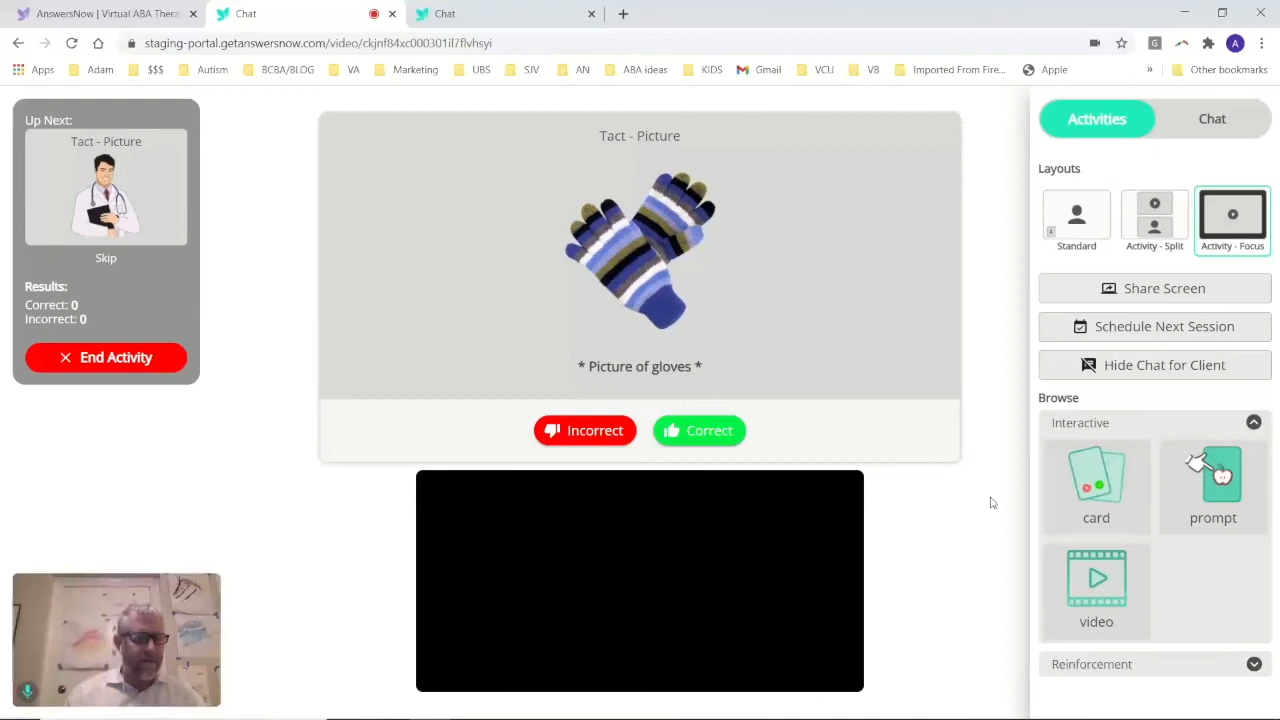 AnswersNow | Virtual ABA Thera
Chat
Chat
staging-portal.getanswersnow.com/video/ckjnf84xc000301il7flvhsyi
G
A
Apps
Adam
$$$
Autism
BCBA/BLOG
VA
Marketing
UBS
SJV
AN
ABA ideas
KIDS
Gmail
VCU
VB
Imported From Fire...
Apple
»
Other bookmarks
Up Next:
Tact - Picture
Skip
Results:
Correct: 0
Incorrect: 0
End Activity
Tact - Picture
* Picture of gloves *
Incorrect
Correct
Activities
Chat
Layouts
Standard
Activity - Split
Activity - Focus
Share Screen
Schedule Next Session
Hide Chat for Client
Browse
Interactive
card
prompt
video
Reinforcement